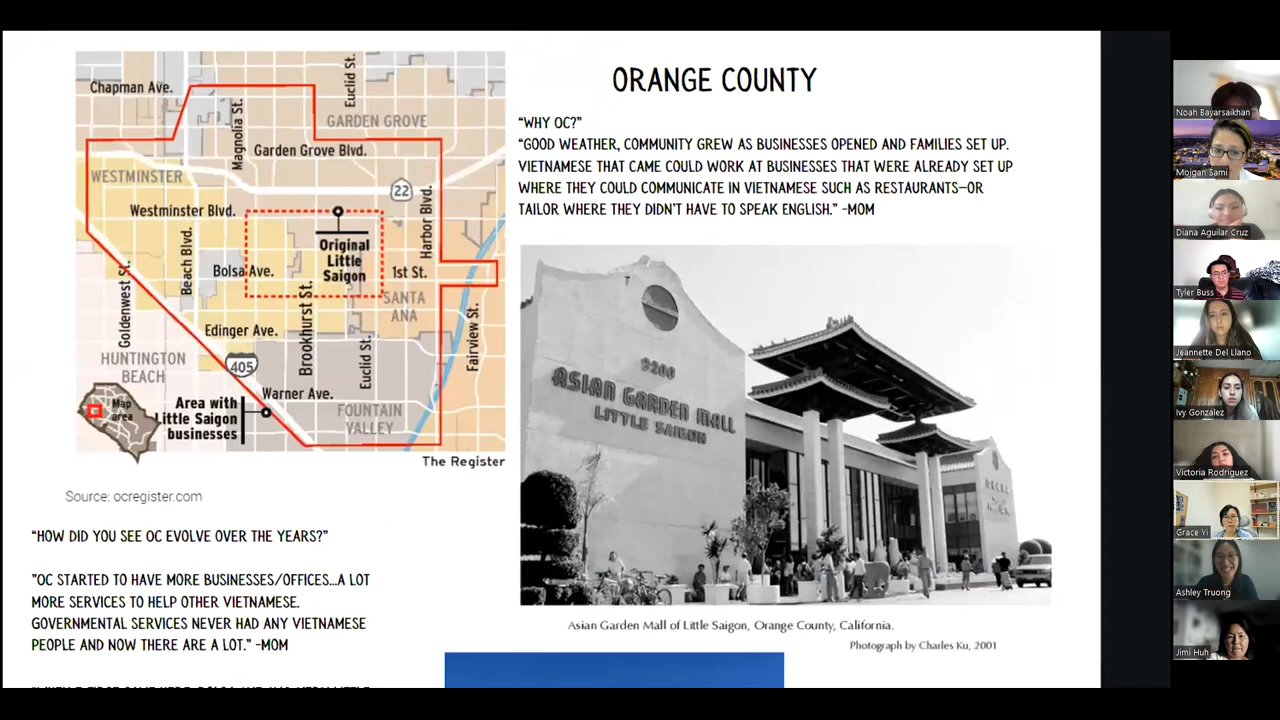 ORANGE COUNTY
Chapman Ave.
Euclid St.
Magnolia St.
GARDEN GROVE
Garden Grove Blvd.
WESTMINSTER
22
Westminster Blvd.
Harbor Blvd.
Beach Blvd.
Original
Little
Saigon
Bolsa Ave.
1st St.
Goldenwest St.
Brookhurst St.
SANTA
ANA
Edinger Ave.
Euclid St.
Fairview St.
HUNTINGTON
BEACH
405
Warner Ave.
Map
area
Area with
Little Saigon
businesses
FOUNTAIN
VALLEY
The Register
Source: ocregister.com
"HOW DID YOU SEE OC EVOLVE OVER THE YEARS?"
"OC STARTED TO HAVE MORE BUSINESSES/OFFICES...A LOT
MORE SERVICES TO HELP OTHER VIETNAMESE.
GOVERNMENTAL SERVICES NEVER HAD ANY VIETNAMESE
PEOPLE AND NOW THERE ARE A LOT." -MOM
"WHY OC?"
"GOOD WEATHER, COMMUNITY GREW AS BUSINESSES OPENED AND FAMILIES SET UP.
VIETNAMESE THAT CAME COULD WORK AT BUSINESSES THAT WERE ALREADY SET UP
WHERE THEY COULD COMMUNICATE IN VIETNAMESE SUCH AS RESTAURANTS—OR
TAILOR WHERE THEY DIDN'T HAVE TO SPEAK ENGLISH." -MOM
9200
ASIAN GARDEN MALL
LITTLE SAIGON
Asian Garden Mall of Little Saigon, Orange County, California.
Photograph by Charles Ku, 2001
Noah Bayarsaikhan
Mojgan Sami
Diana Aguilar Cruz
Tyler Buss
Jeannette Del Llano
Ivy Gonzalez
Victoria Rodriguez
Grace Yi
Ashley Truong
Jimi Huh